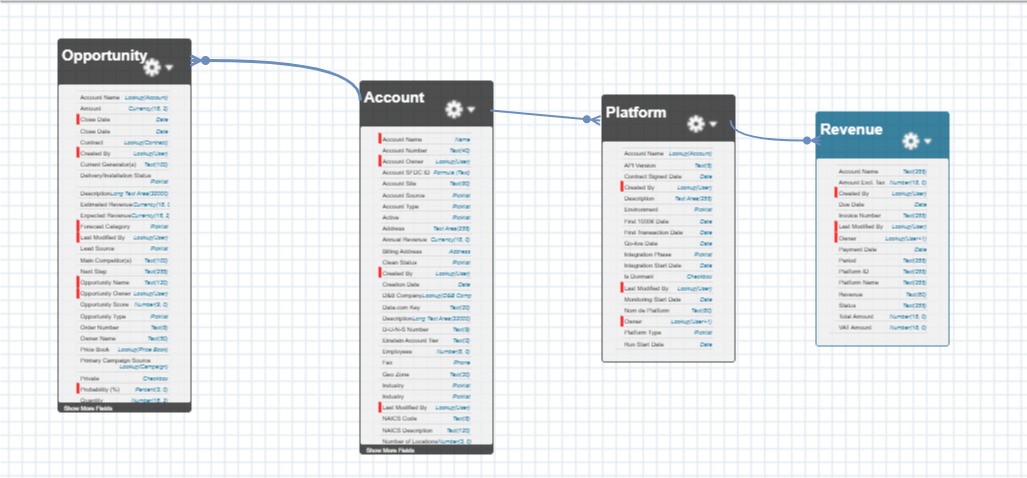 Opportunity
Account Name Lookup(Account)
Amount Currency(16, 2)
Close Date Date
Close Date Date
Contract Lookup(Contract)
Created By Lookup(User)
Current Generator(s) Text(100)
Delivery/Installation Status
Picklist
Description Long Text Area(32000)
Estimated Revenue Currency(16, 2
Expected Revenue Currency(16, 2
Forecast Category Picklist
Last Modified By Lookup(User)
Lead Source Picklist
Main Competitor(s) Text(100)
Next Step Text(255)
Opportunity Name Text(120)
Opportunity Owner Lookup(User)
Opportunity Score Number(9, 0)
Opportunity Type Picklist
Order Number Text(8)
Owner Name Text(50)
Price Book Lookup(Price Book)
Primary Campaign Source
Lookup(Campaign)
Private Checkbox
Probability (%) Percent(3, 0)
Quantity Number(16, 2)
Show More Fields
Account
Account Name Name
Account Number Text(40)
Account Owner Lookup(User)
Account SFDC ID Formula (Text)
Account Site Text(80)
Account Source Picklist
Account Type Picklist
Active Picklist
Address Text Area(255)
Annual Revenue Currency(18, 0)
Billing Address Address
Clean Status Picklist
Created By Lookup(User)
Creation Date Date
D&B Company Lookup(D&B Comp
Data.com Key Text(20)
Description Long Text Area(32000)
D-U-N-S Number Text(9)
Einstein Account Tier Text(2)
Employees Number(8, 0)
Fax Phone
Geo Zone Text(20)
Industry Picklist
Industry Picklist
Last Modified By Lookup(User)
NAICS Code Text(8)
NAICS Description Text(120)
Number of Locations Number(3, 0)
Show More Fields
Platform
Account Name Lookup(Account)
API Version Text(5)
Contract Signed Date Date
Created By Lookup(User)
Description Text Area(255)
Environment Picklist
First 1000€ Date Date
First Transaction Date Date
Go-live Date Date
Integration Phase Picklist
Integration Start Date Date
Is Dormant Checkbox
Last Modified By Lookup(User)
Monitoring Start Date Date
Nom de Platform Text(80)
Owner Lookup(User+1)
Platform Type Picklist
Run Start Date Date
Revenue
Account Name Text(255)
Amount Excl. Tax Number(18, 0)
Created By Lookup(User)
Due Date Date
Invoice Number Text(255)
Last Modified By Lookup(User)
Owner Lookup(User+1)
Payment Date Date
Period Text(255)
Platform ID Text(255)
Platform Name Text(255)
Revenue Text(80)
Status Text(255)
Total Amount Number(18, 0)
VAT Amount Number(18, 0)